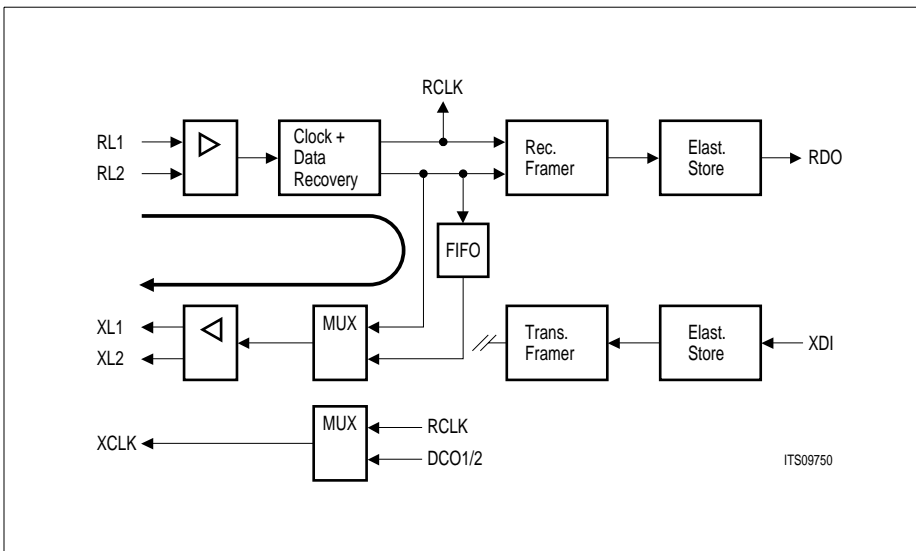 RCLK
RL1
RL2
Clock +
Data
Recovery
Rec.
Framer
Elast.
Store
RDO
FIFO
XL1
XL2
MUX
Trans.
Framer
Elast.
Store
XDI
XCLK
MUX
RCLK
DCO1/2
ITS09750